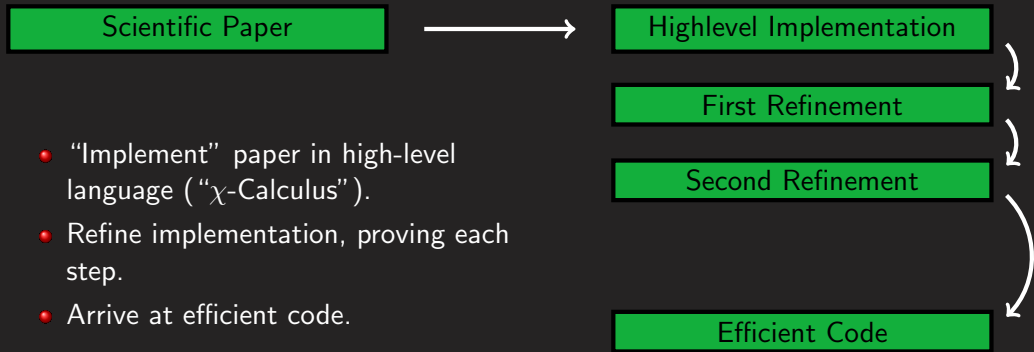 Scientific Paper
Highlevel Implementation
First Refinement
Second Refinement
Efficient Code
“Implement” paper in high-level
language (“χ-Calculus”).
Refine implementation, proving each
step.
Arrive at efficient code.